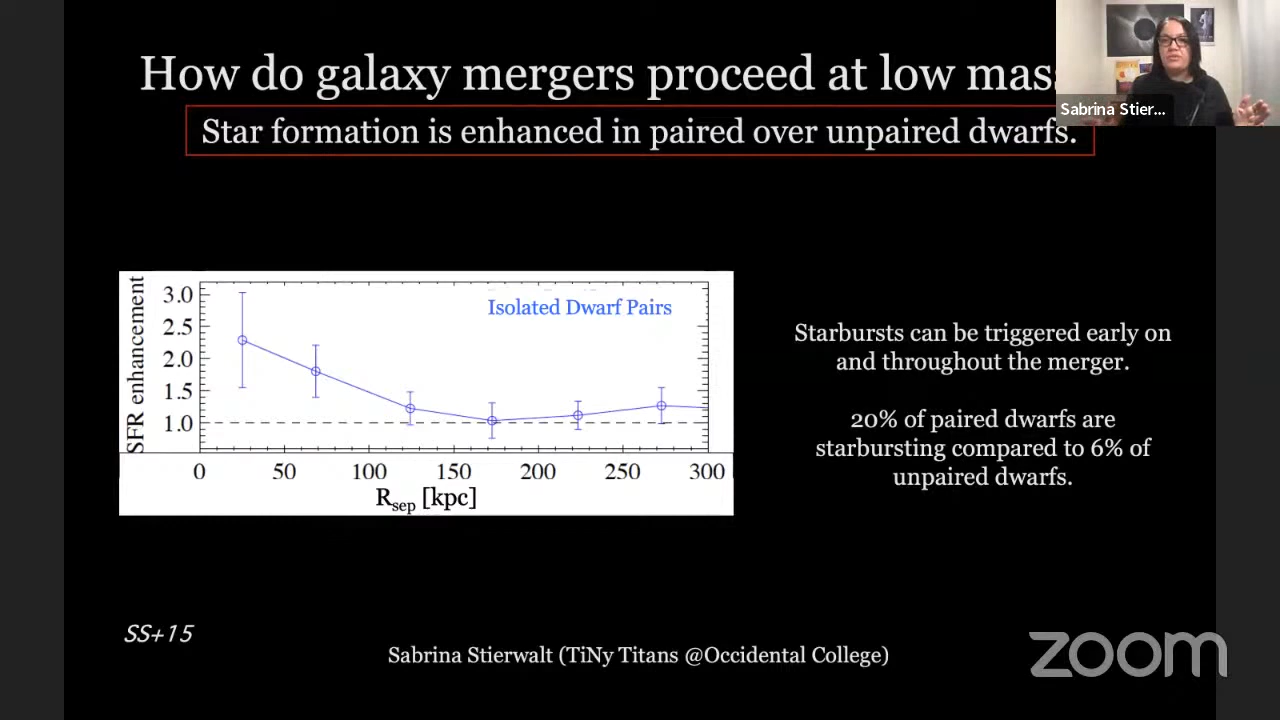 How do galaxy mergers proceed at low mas
Sabrina Stier...
Star formation is enhanced in paired over unpaired dwarfs.
SFR enhancement
3.0
2.5
2.0
1.5
1.0
Isolated Dwarf Pairs
0 50 100 150 200 250 300
Rsep [kpc]
Starbursts can be triggered early on
and throughout the merger.
20% of paired dwarfs are
starbursting compared to 6% of
unpaired dwarfs.
SS+15
Sabrina Stierwalt (TiNy Titans @Occidental College)
zoom